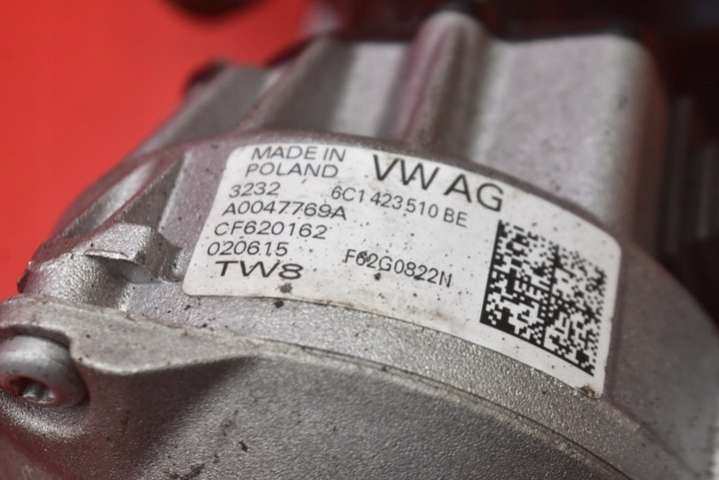 MADE IN
POLAND
VW AG
3232
6C1 423 510 BE
A0047769A
CF620162
020615
F62G0822N
TW8